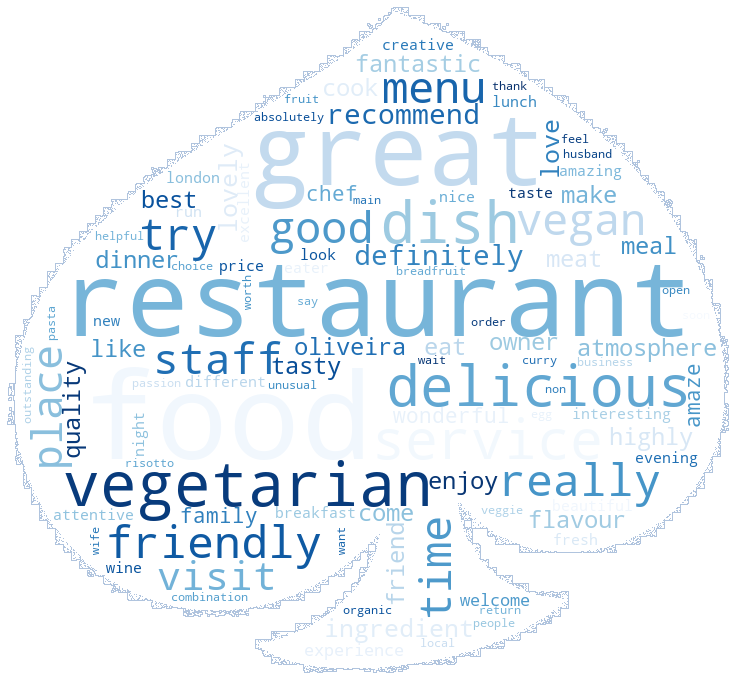 creative
fantastic
cook
menu
thank
fruit
lunch
absolutely
recommend
great
love
feel
husband
lovely
excellent
amazing
london
chef
main
nice
taste
make
best
run
good
dish
vegan
try
helpful
definitely
meal
dinner
choice
price
look
eater
breadfruit
meat
worth
restaurant
open
say
new
order
pasta
like
staff
oliveira
eat
owner
atmosphere
wait
curry
business
tasty
place
outstanding
quality
passion
different
unusual
delicious
non
amaze
food
wonderful
egg
interesting
service
highly
night
risotto
evening
vegetarian
enjoy
really
attentive
family
breakfast
come
veggie
beautiful
flavour
wife
friendly
want
friend
time
fresh
wine
visit
combination
organic
welcome
return
ingredient
people
experience
local